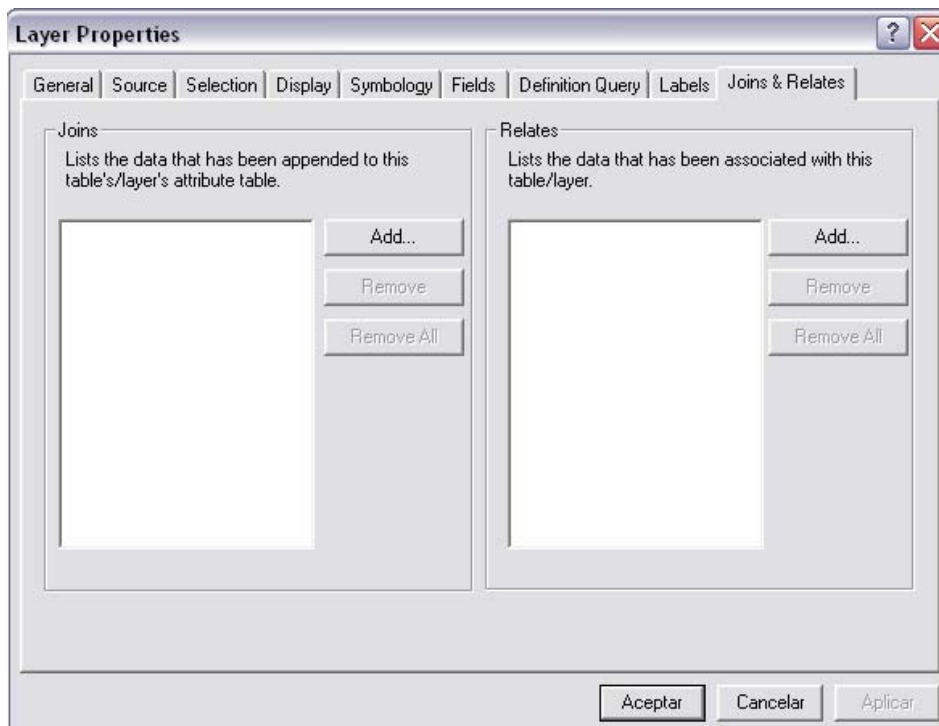 Layer Properties
General Source Selection Display Symbology Fields Definition Query Labels Joins & Relates
Joins
Lists the data that has been appended to this
table's/layer's attribute table.
Add...
Remove
Remove All
Relates
Lists the data that has been associated with this
table/layer.
Add...
Remove
Remove All
Aceptar Cancelar Aplicar